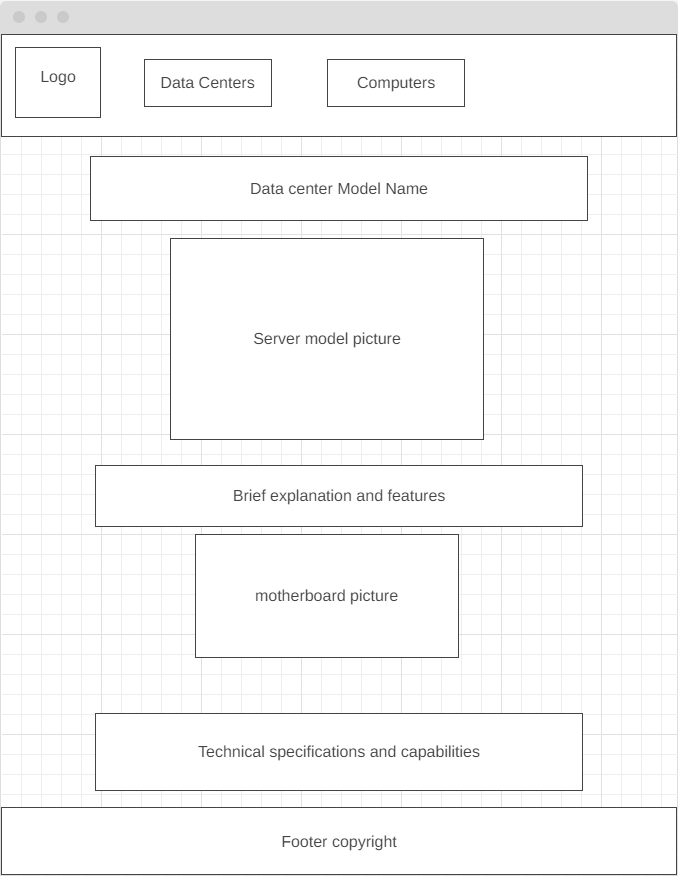 Logo
Data Centers
Computers
Data center Model Name
Server model picture
Brief explanation and features
motherboard picture
Technical specifications and capabilities
Footer copyright